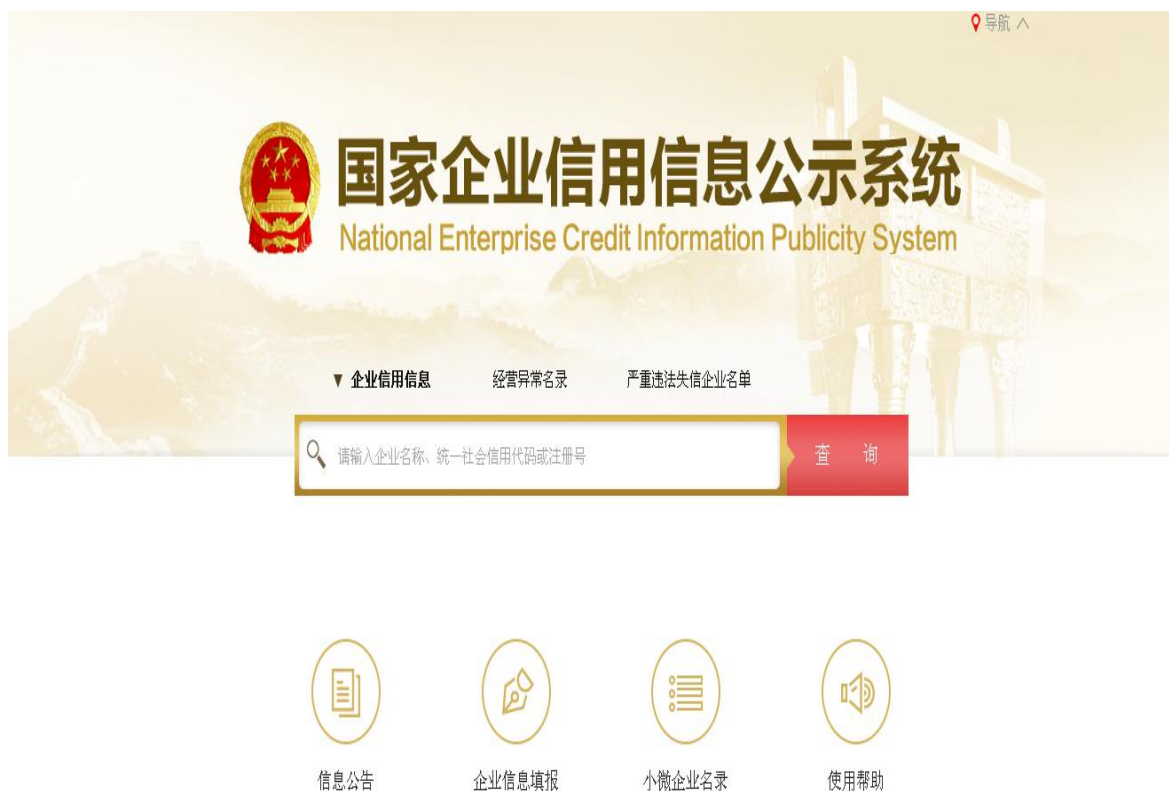 导航
国家企业信用信息公示系统
National Enterprise Credit Information Publicity System
企业信用信息 经营异常名录 严重违法失信企业名单
请输入企业名称、统一社会信用代码或注册号 查 询
信息公告 企业信息填报 小微企业名录 使用帮助